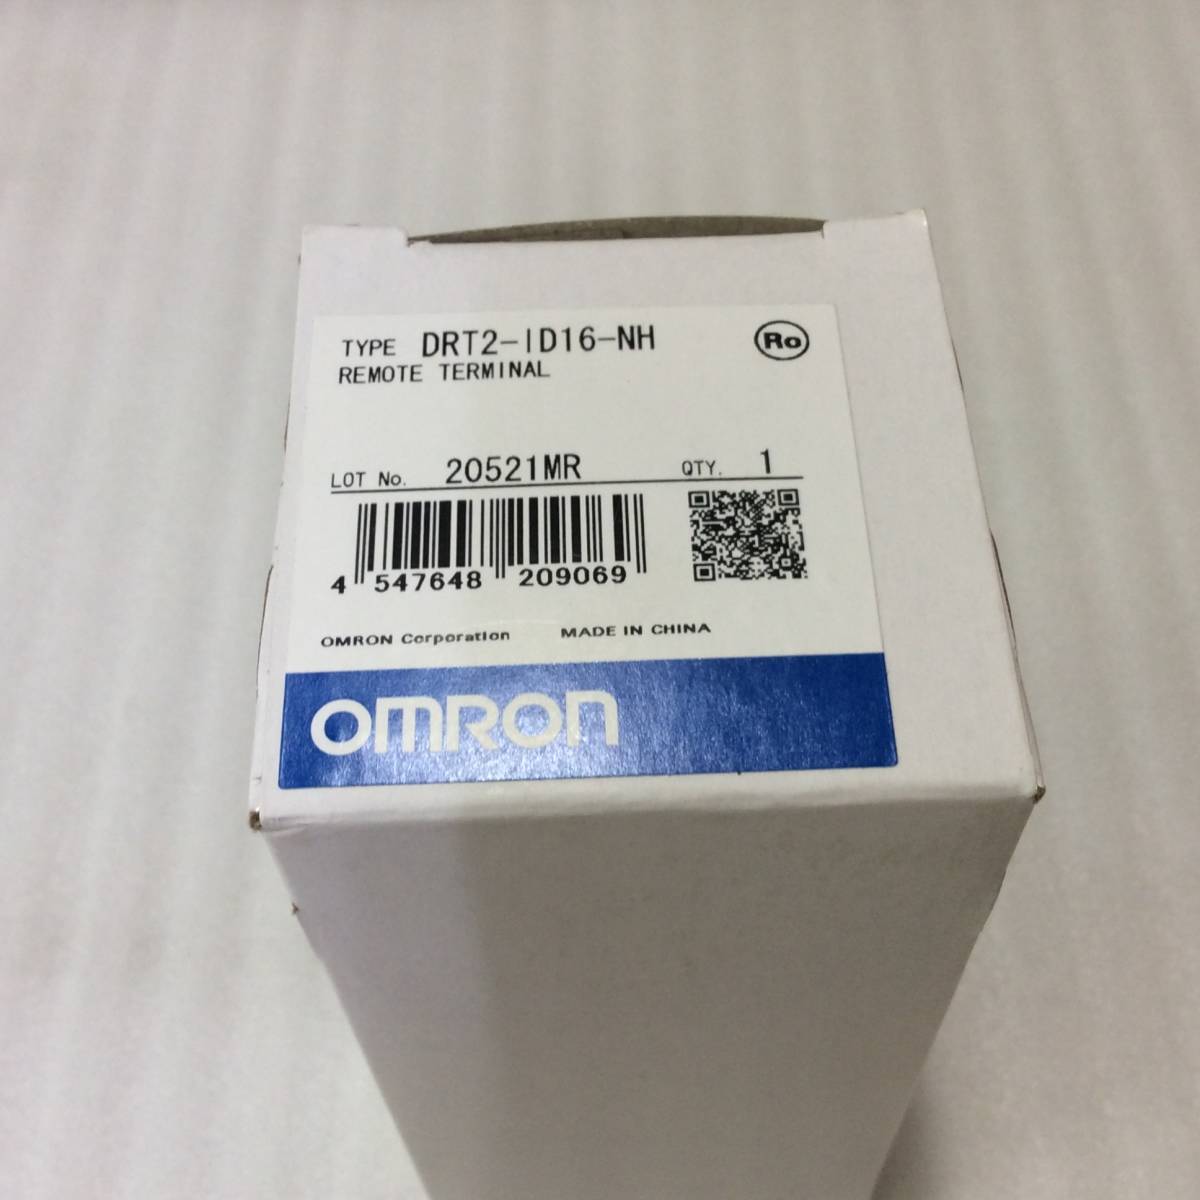 TYPE DRT2-ID16-NH Ro
REMOTE TERMINAL
LOT No. 20521MR QTY. 1
4 547648 209069
OMRON Corporation MADE IN CHINA
OMRON